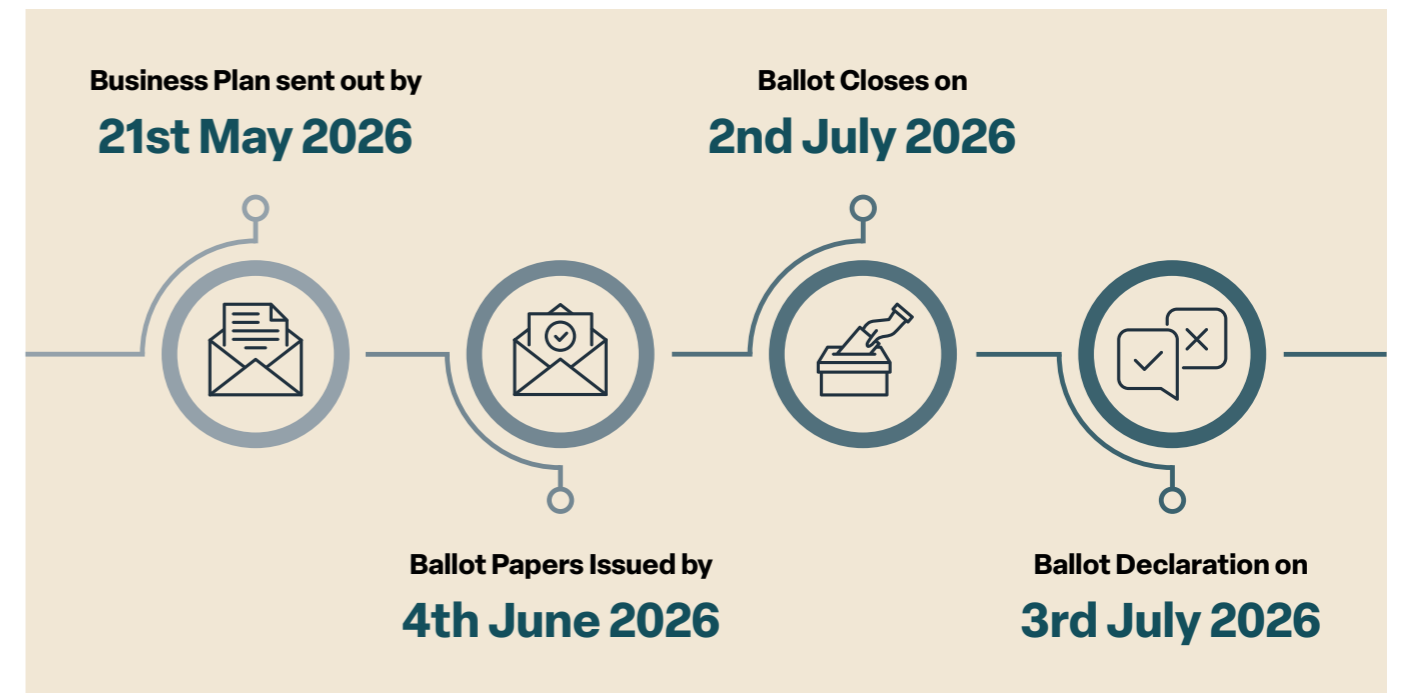 Business Plan sent out by
21st May 2026
Ballot Papers Issued by
4th June 2026
Ballot Closes on
2nd July 2026
Ballot Declaration on
3rd July 2026